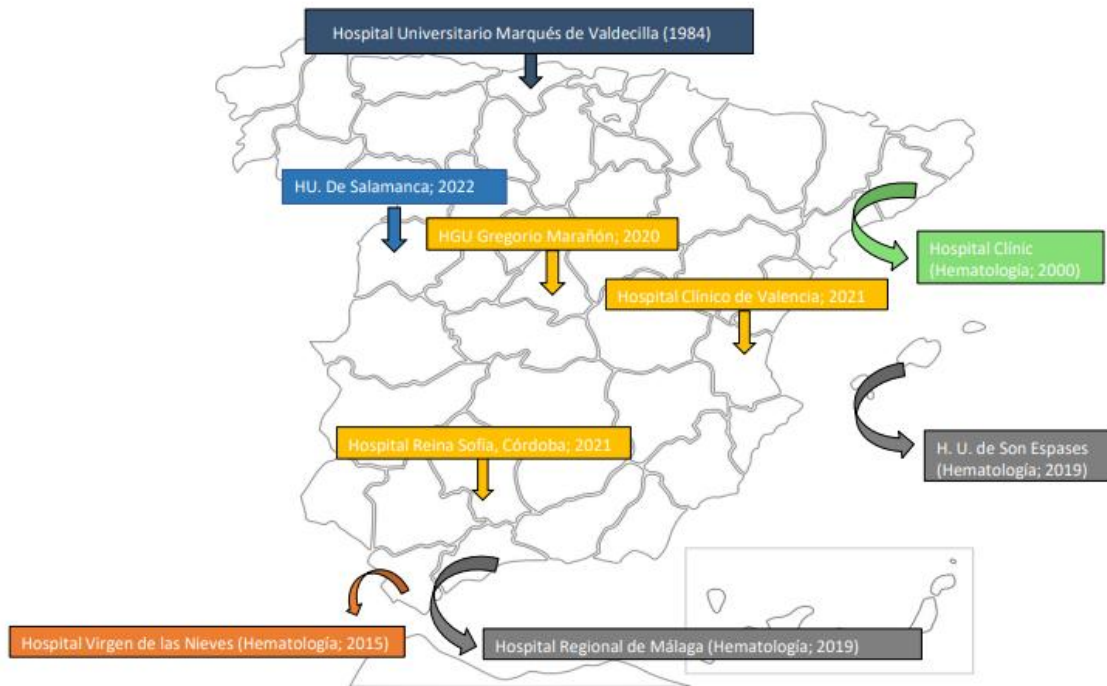 Hospital Universitario Marqués de Valdecilla (1984)
HU. De Salamanca; 2022
HGU Gregorio Marañón; 2020
Hospital Clínic
(Hematología; 2000)
Hospital Clínico de Valencia; 2021
Hospital Reina Sofía, Córdoba; 2021
H. U. de Son Espases
(Hematología; 2019)
Hospital Virgen de las Nieves (Hematología; 2015)
Hospital Regional de Málaga (Hematología; 2019)